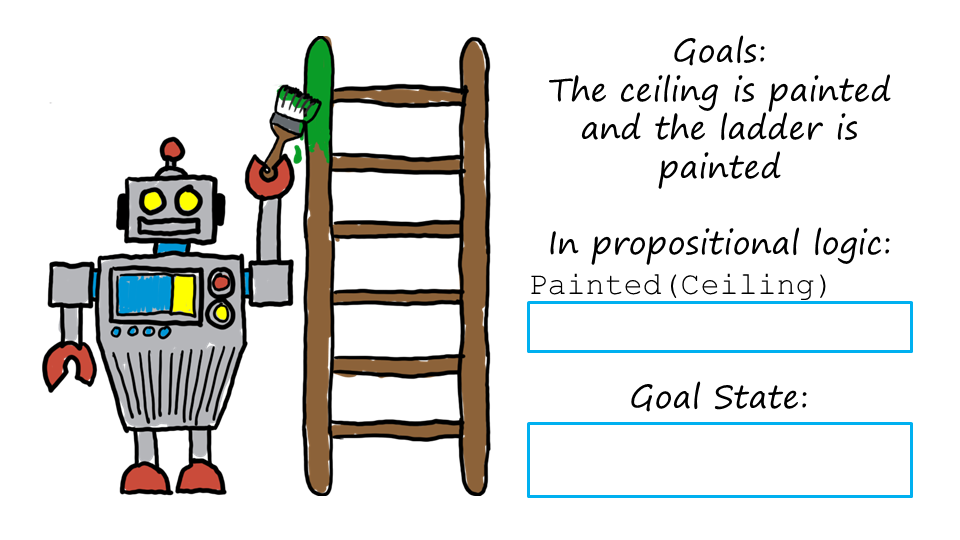 Goals:
The ceiling is painted
and the ladder is
painted
In propositional logic:
Painted(Ceiling)
Goal State: